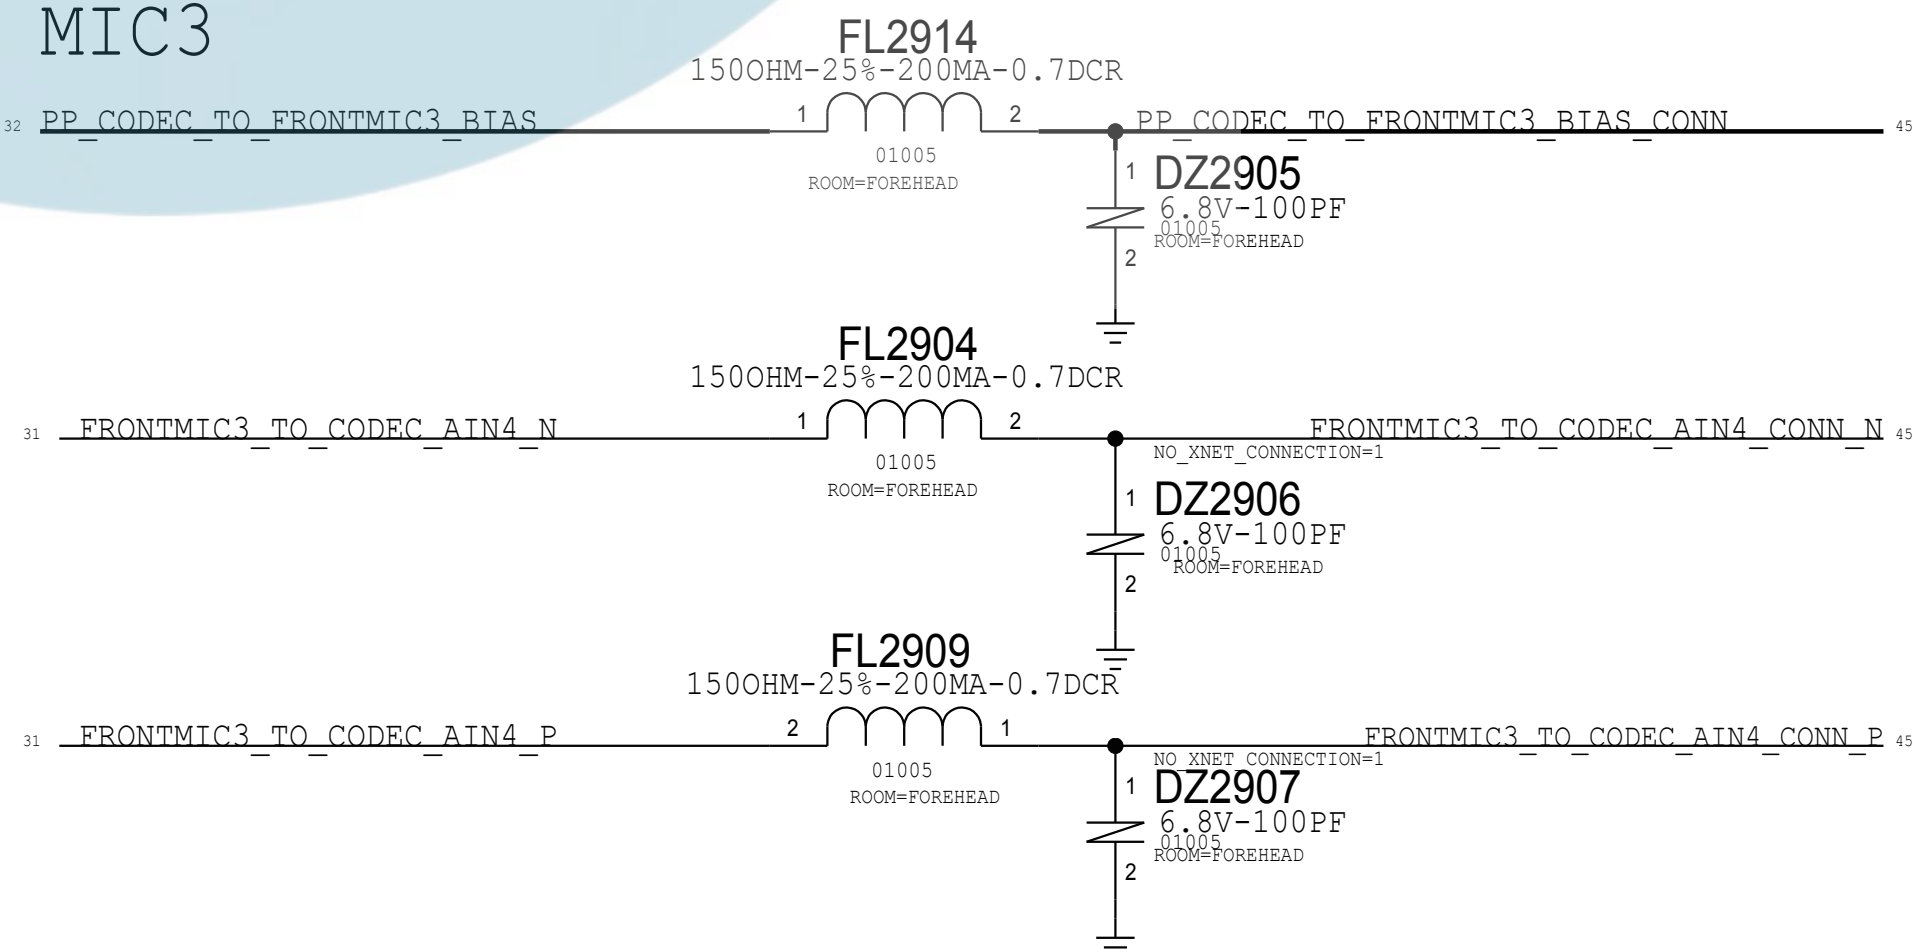 MIC3
FL2914
150OHM-25%-200MA-0.7DCR
32 PP_CODEC_TO_FRONTMIC3_BIAS 1 2 PP_CODEC_TO_FRONTMIC3_BIAS_CONN 45
01005
ROOM=FOREHEAD
1 DZ2905
6.8V-100PF
01005
ROOM=FOREHEAD
2
FL2904
150OHM-25%-200MA-0.7DCR
31 FRONTMIC3_TO_CODEC_AIN4_N 1 2 FRONTMIC3_TO_CODEC_AIN4_CONN_N 45
NO_XNET_CONNECTION=1
01005
ROOM=FOREHEAD
1 DZ2906
6.8V-100PF
01005
ROOM=FOREHEAD
2
FL2909
150OHM-25%-200MA-0.7DCR
31 FRONTMIC3_TO_CODEC_AIN4_P 2 1 FRONTMIC3_TO_CODEC_AIN4_CONN_P 45
NO_XNET_CONNECTION=1
01005
ROOM=FOREHEAD
1 DZ2907
6.8V-100PF
01005
ROOM=FOREHEAD
2